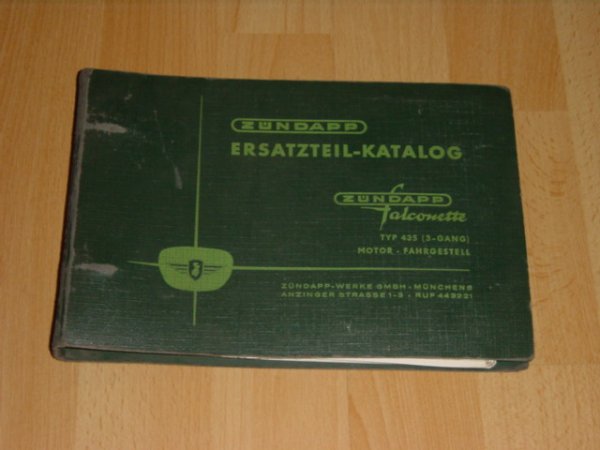 ZÜNDAPP
ERSATZTEIL-KATALOG
ZÜNDAPP
falconette
TYP 425 (3-GANG)
MOTOR - FAHRGESTELL
ZÜNDAPP-WERKE GMBH · MÜNCHEN 8
ANZINGER STRASSE 1-3 · RUF 449221